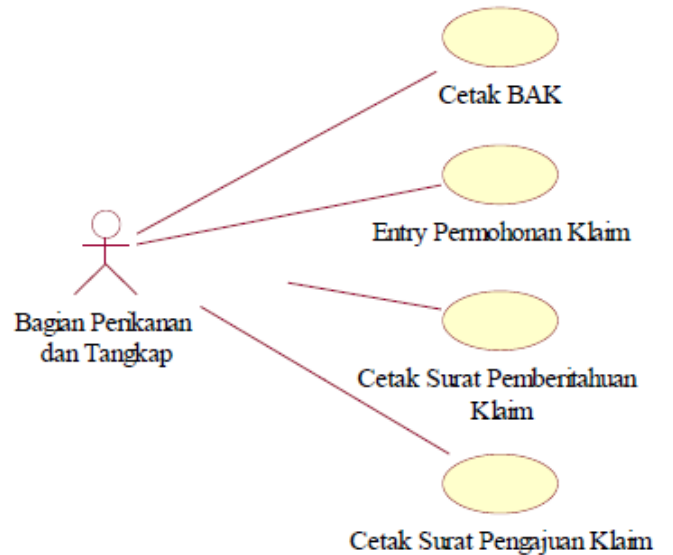 Cetak BAK
Entry Permohonan Klaim
Bagian Perikanan
dan Tangkap
Cetak Surat Pemberitahuan
Klaim
Cetak Surat Pengajuan Klaim